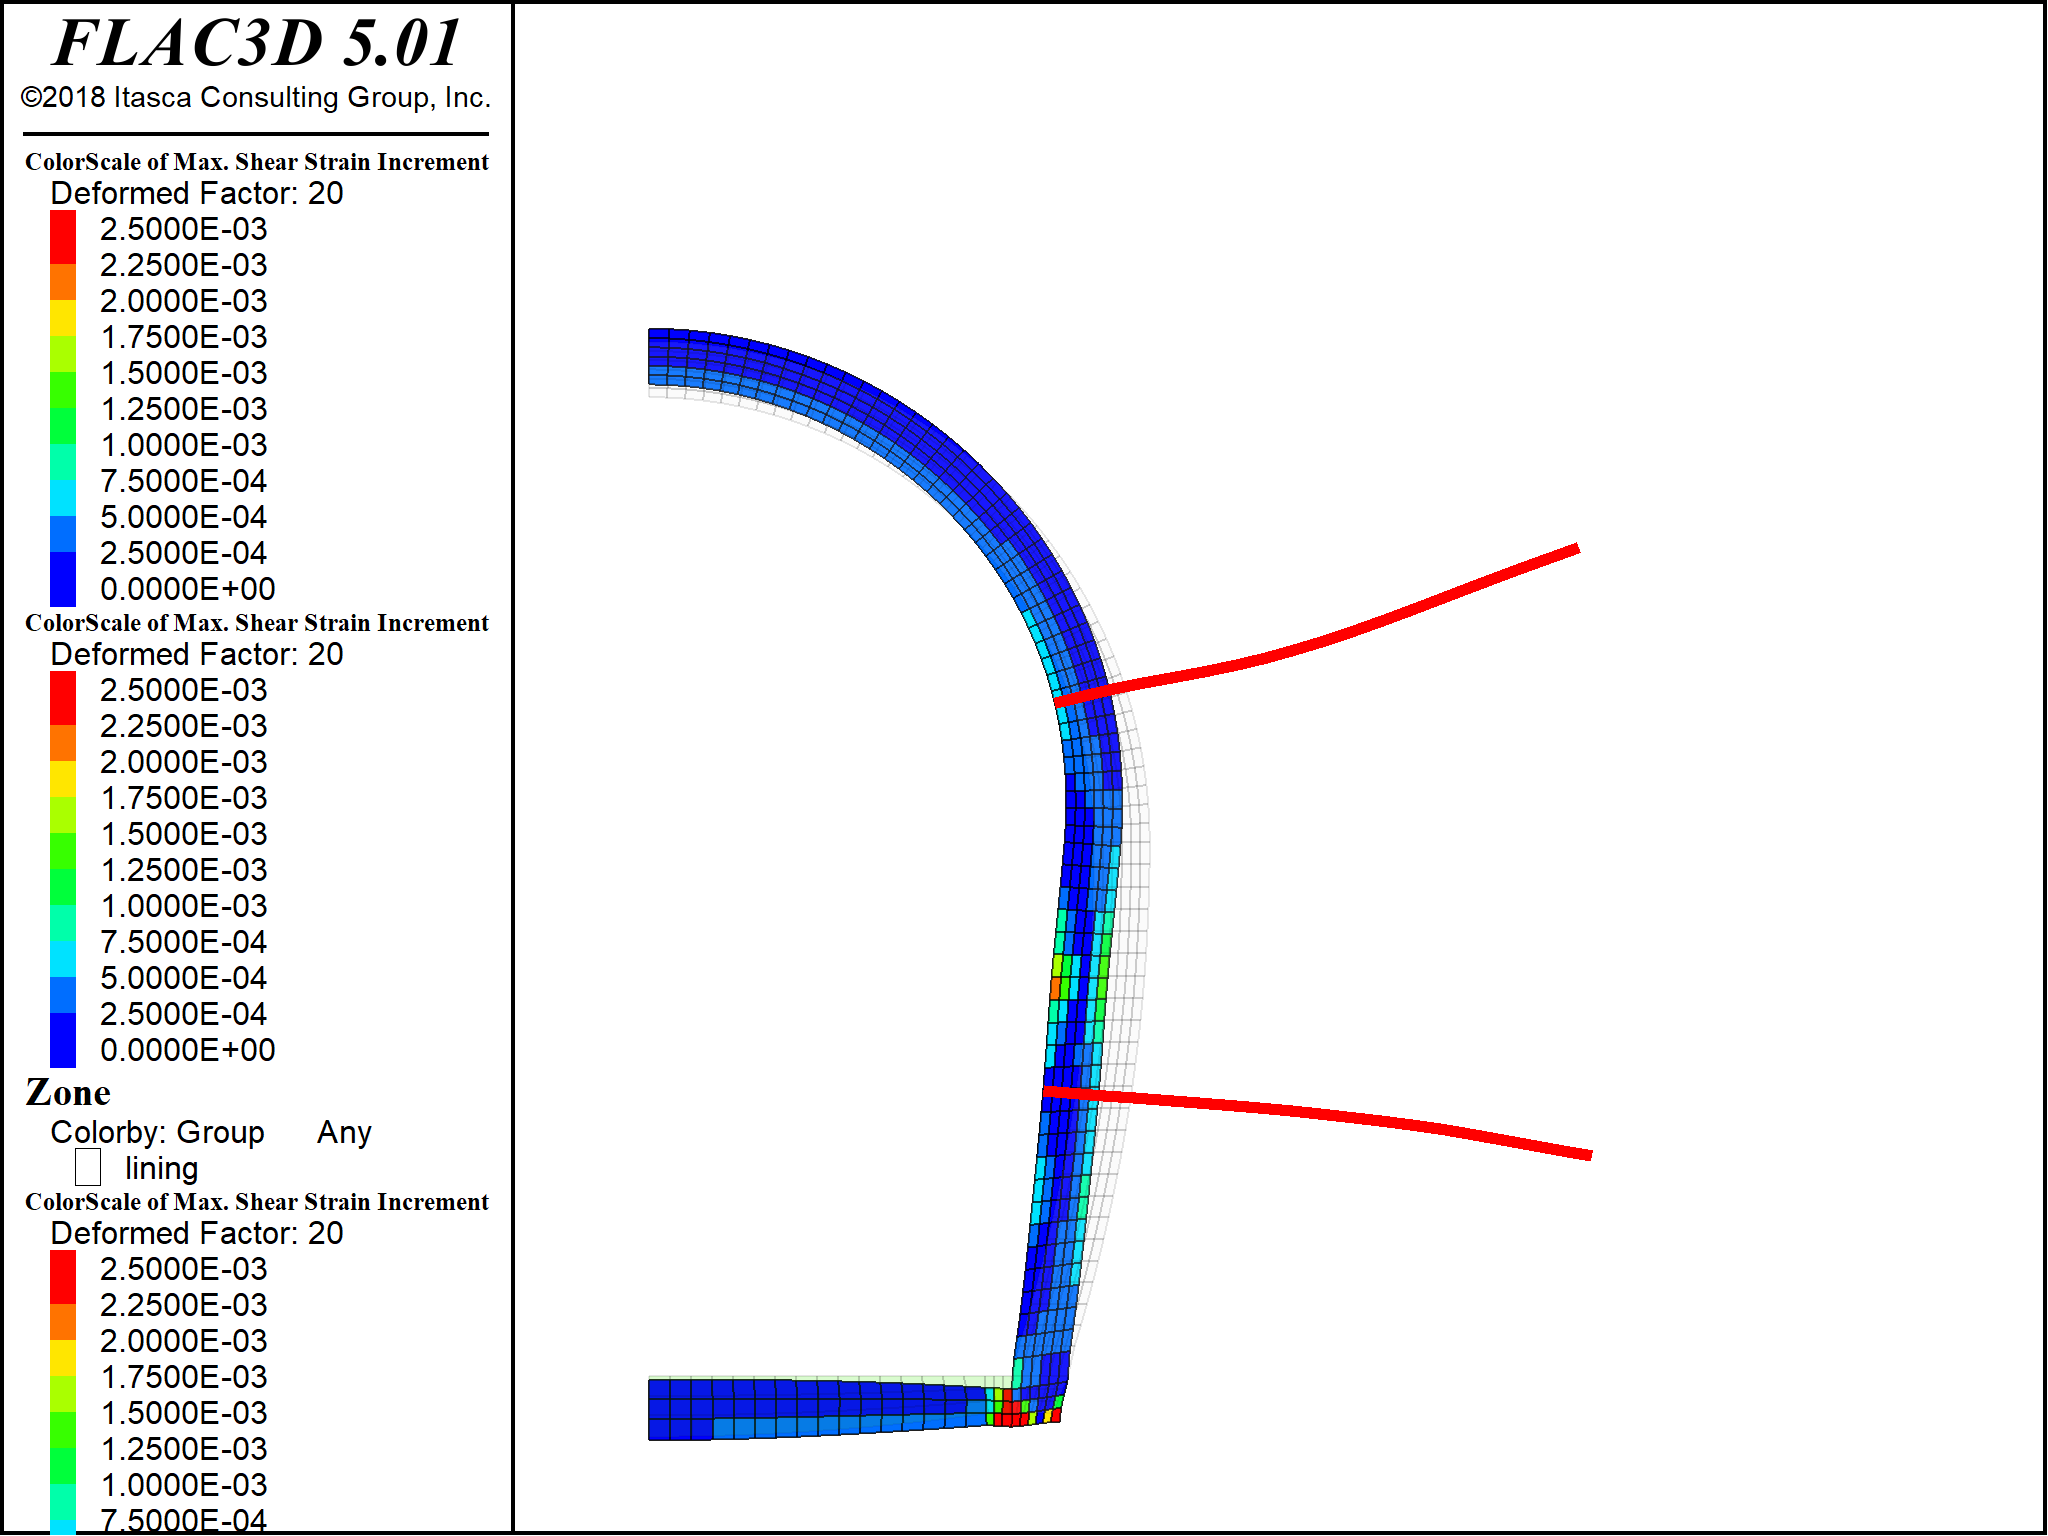 FLAC3D 5.01
©2018 Itasca Consulting Group, Inc.
ColorScale of Max. Shear Strain Increment
Deformed Factor: 20
2.5000E-03
2.2500E-03
2.0000E-03
1.7500E-03
1.5000E-03
1.2500E-03
1.0000E-03
7.5000E-04
5.0000E-04
2.5000E-04
0.0000E+00
ColorScale of Max. Shear Strain Increment
Deformed Factor: 20
2.5000E-03
2.2500E-03
2.0000E-03
1.7500E-03
1.5000E-03
1.2500E-03
1.0000E-03
7.5000E-04
5.0000E-04
2.5000E-04
0.0000E+00
Zone
Colorby: Group Any
lining
ColorScale of Max. Shear Strain Increment
Deformed Factor: 20
2.5000E-03
2.2500E-03
2.0000E-03
1.7500E-03
1.5000E-03
1.2500E-03
1.0000E-03
7.5000E-04